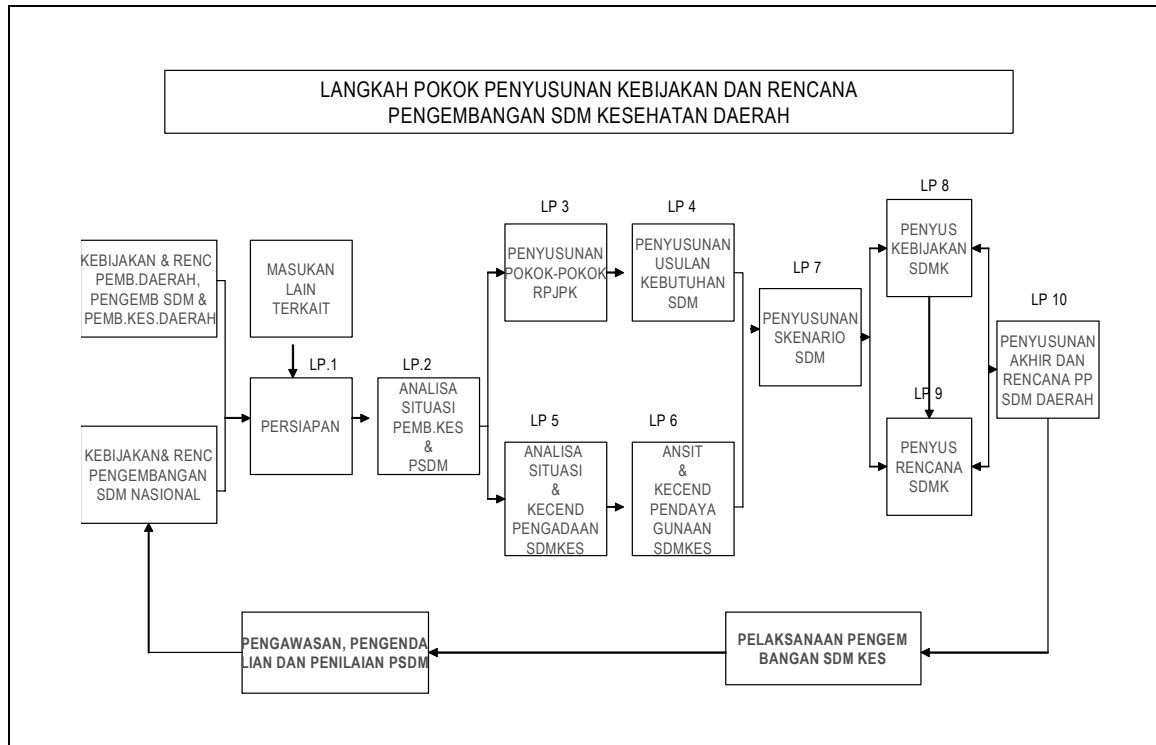 LANGKAH POKOK PENYUSUNAN KEBIJAKAN DAN RENCANA
PENGEMBANGAN SDM KESEHATAN DAERAH
KEBIJAKAN & RENC
PEMB.DAERAH,
PENGEMB SDM &
PEMB.KES.DAERAH
MASUKAN
LAIN
TERKAIT
KEBIJAKAN& RENC
PENGEMBANGAN
SDM NASIONAL
LP.1
PERSIAPAN
LP.2
ANALISA
SITUASI
PEMB.KES
&
PSDM
LP 3
PENYUSUNAN
POKOK-POKOK
RPJPK
LP 4
PENYUSUNAN
USULAN
KEBUTUHAN
SDM
LP 5
ANALISA
SITUASI
&
KECEND
PENGADAAN
SDMKES
LP 6
ANSIT
&
KECEND
PENDAYA
GUNAAN
SDMKES
LP 7
PENYUSUNAN
SKENARIO
SDM
LP 8
PENYUS
KEBIJAKAN
SDMK
LP 9
PENYUS
RENCANA
SDMK
LP 10
PENYUSUNAN
AKHIR DAN
RENCANA PP
SDM DAERAH
PENGAWASAN, PENGENDA
LIAN DAN PENILAIAN PSDM
PELAKSANAAN PENGEM
BANGAN SDM KES